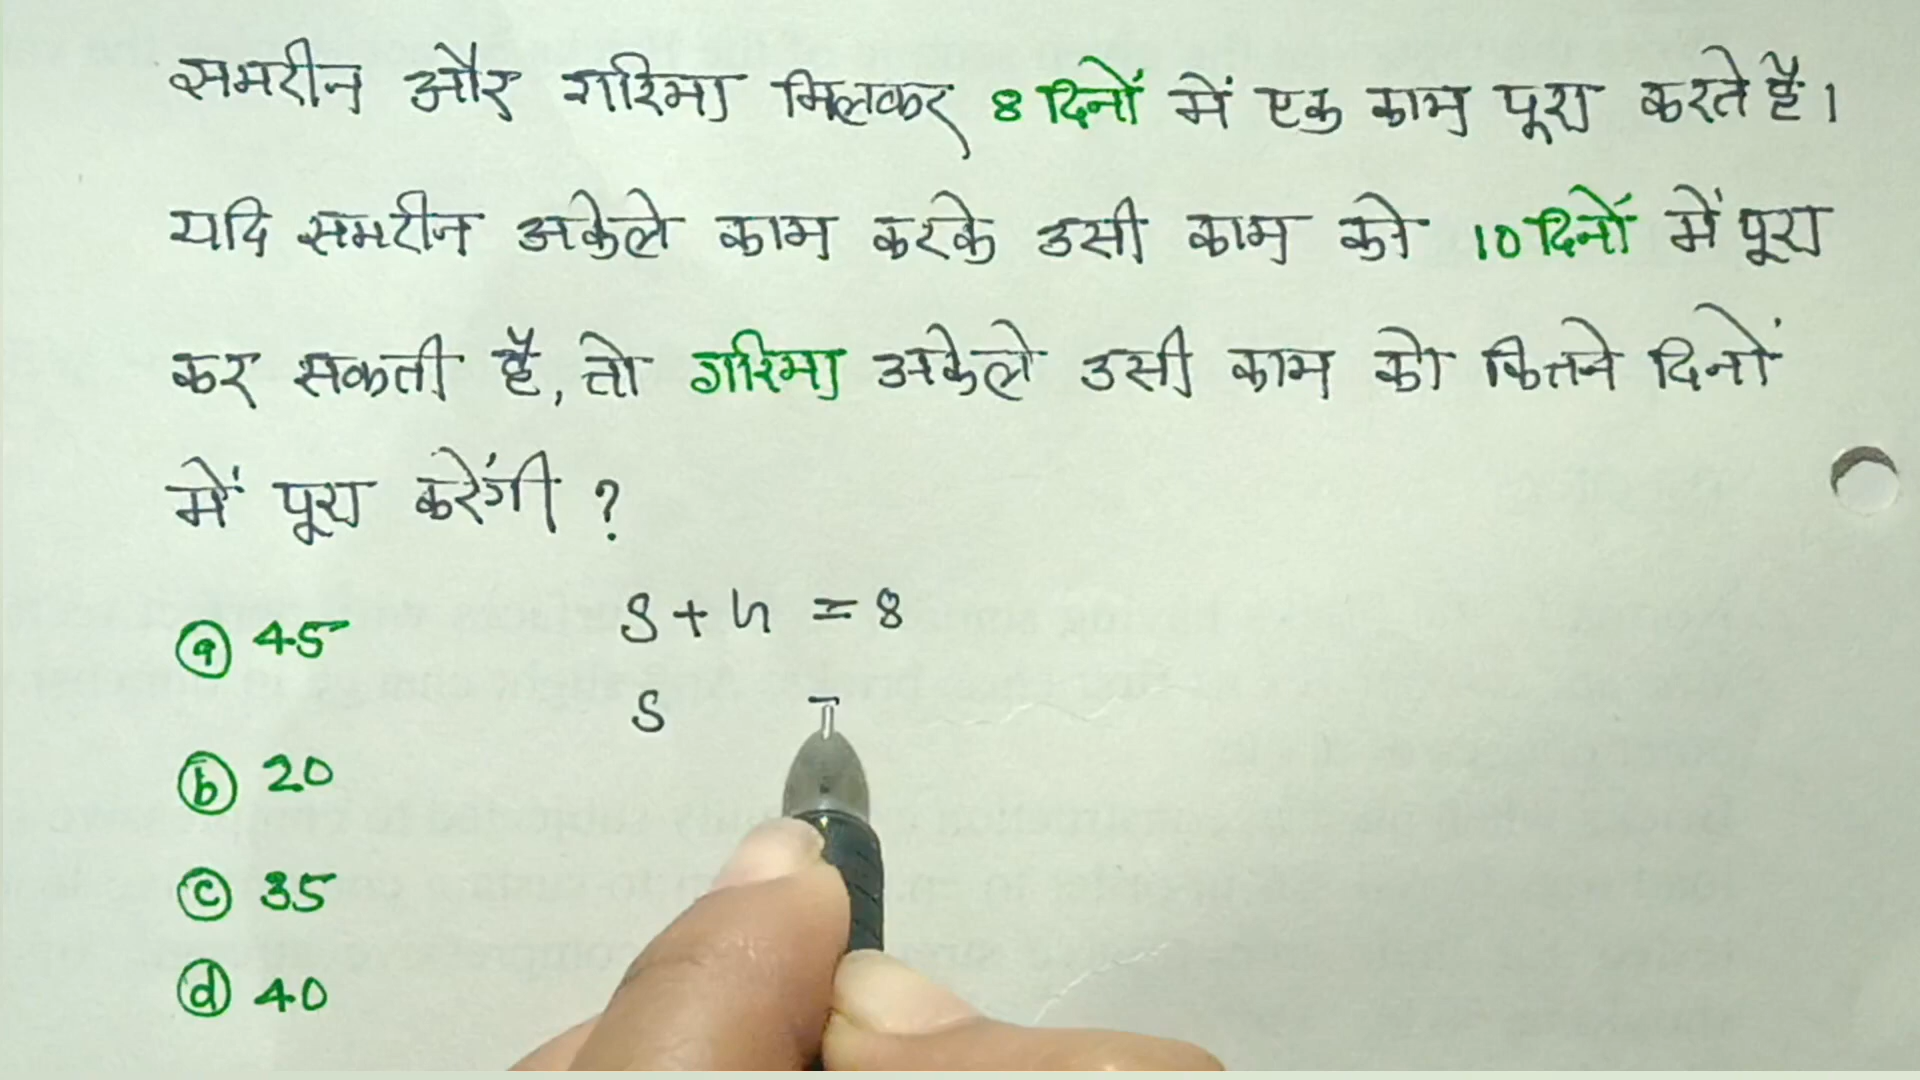 समरीन और गरिमा मिलकर 8 दिनों में एक काम पूरा करते है।
यदि समरीन अकेले काम करके उसी काम को 10 दिनों में पूरा
कर सकती है, तो गरिमा अकेले उसी काम को कितने दिनों
में पूरा करेंगी ?
S + G = 8
S =
(a) 45
(b) 20
(c) 35
(d) 40